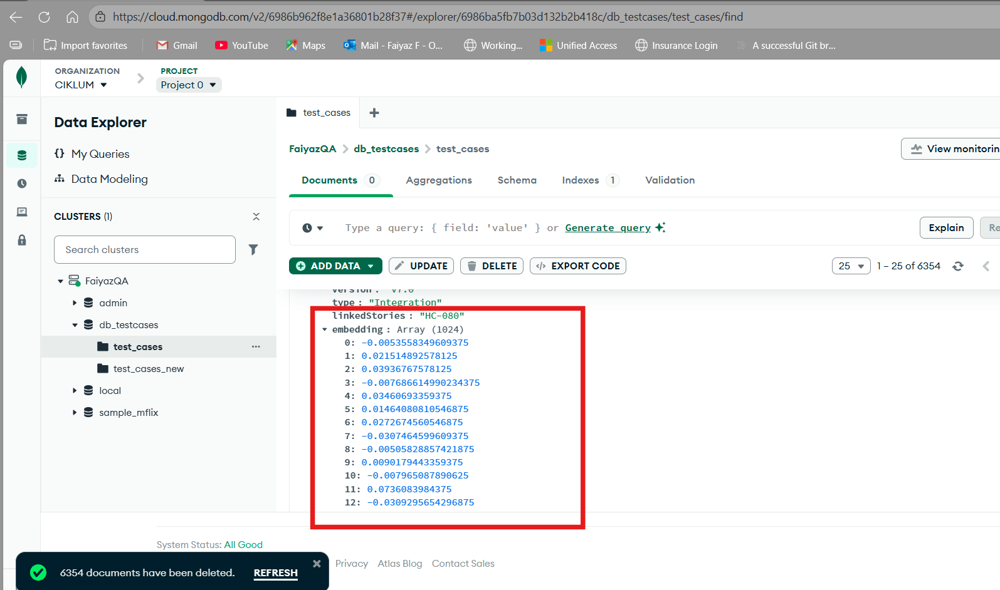 https://cloud.mongodb.com/v2/6986b962f8e1a36801b28f37#/explorer/6986ba5fb7b03d132b2b418c/db_testcases/test_cases/find
Import favorites
Gmail
YouTube
Maps
Mail - Faiyaz F - O...
Working...
Unified Access
Insurance Login
A successful Git br...
ORGANIZATION
CIKLUM
PROJECT
Project 0
Data Explorer
My Queries
Data Modeling
CLUSTERS (1)
Search clusters
FaiyazQA
admin
db_testcases
test_cases
test_cases_new
local
sample_mflix
test_cases
FaiyazQA > db_testcases > test_cases
View monitorin
Documents 0
Aggregations
Schema
Indexes 1
Validation
Type a query: { field: 'value' } or Generate query
Explain
Re
ADD DATA
UPDATE
DELETE
EXPORT CODE
25
1 – 25 of 6354
version : "v7.0"
type : "Integration"
linkedStories : "HC-080"
embedding : Array (1024)
0: -0.0053558349609375
1: 0.021514892578125
2: 0.03936767578125
3: -0.007686614990234375
4: 0.03460693359375
5: 0.01464080810546875
6: 0.0272674560546875
7: -0.0307464599609375
8: -0.00505828857421875
9: 0.0090179443359375
10: -0.007965087890625
11: 0.0736083984375
12: -0.0309295654296875
System Status: All Good
Privacy
Atlas Blog
Contact Sales
6354 documents have been deleted.
REFRESH